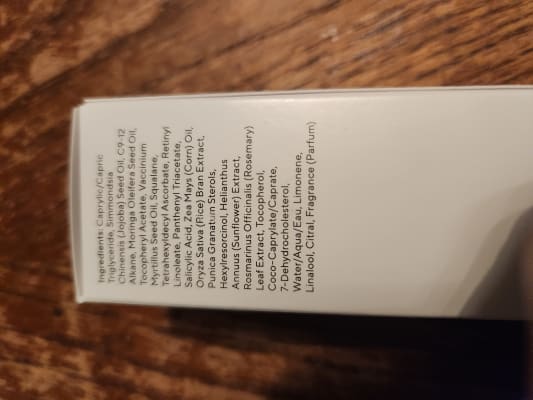 Ingredients: Caprylic/Capric
Triglyceride, Simmondsia
Chinensis (Jojoba) Seed Oil, C9-12
Alkane, Moringa Oleifera Seed Oil,
Tocopheryl Acetate, Vaccinium
Myrtillus Seed Oil, Squalane,
Tetrahexyldecyl Ascorbate, Retinyl
Linoleate, Panthenyl Triacetate,
Salicylic Acid, Zea Mays (Corn) Oil,
Oryza Sativa (Rice) Bran Extract,
Punica Granatum Sterols,
Hexylresorcinol, Helianthus
Annuus (Sunflower) Extract,
Rosmarinus Officinalis (Rosemary)
Leaf Extract, Tocopherol,
Coco-Caprylate/Caprate,
7-Dehydrocholesterol,
Water/Aqua/Eau, Limonene,
Linalool, Citral, Fragrance (Parfum)